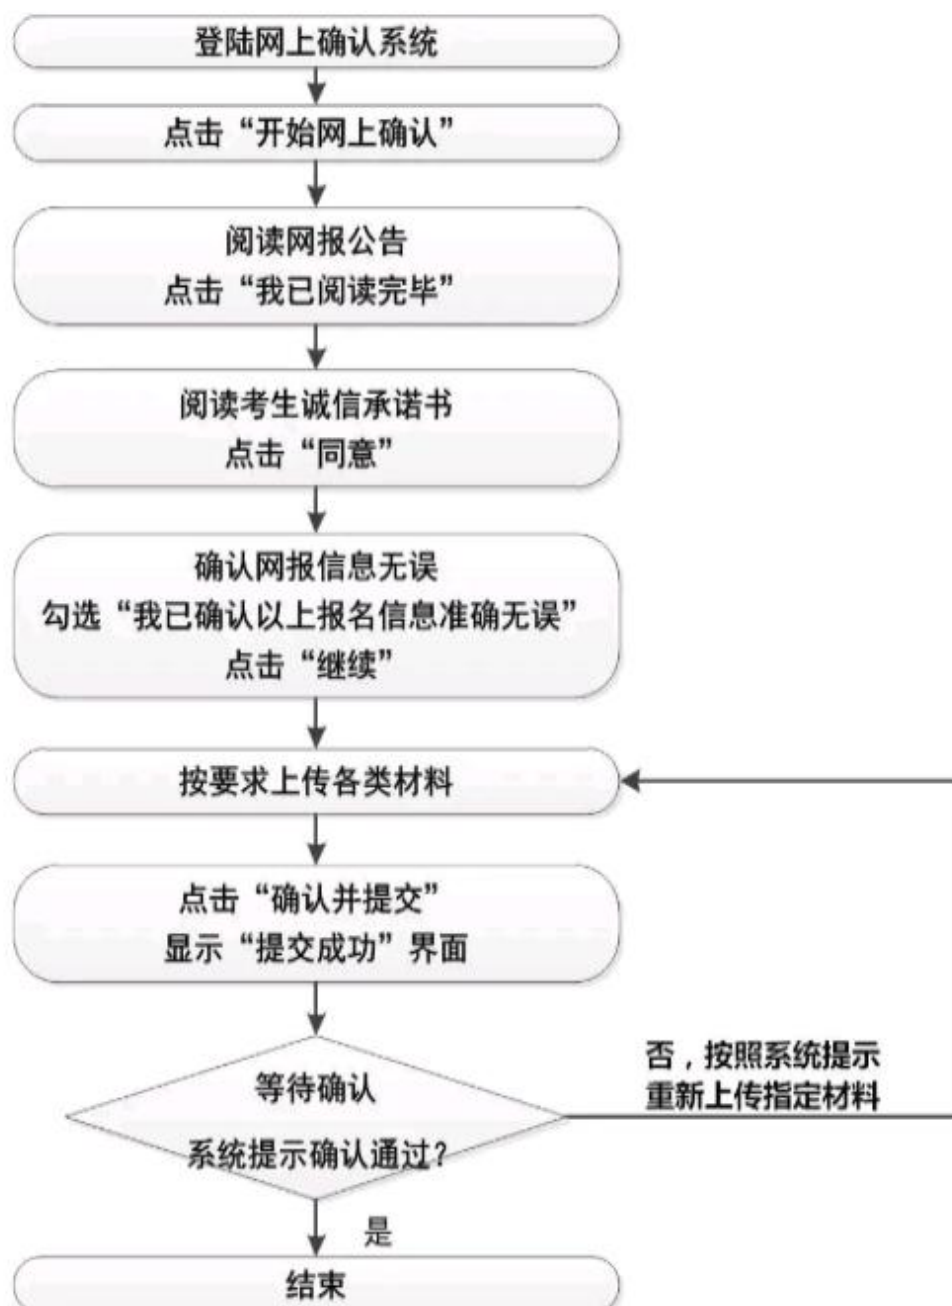 登陆网上确认系统
点击“开始网上确认”
阅读网报公告
点击“我已阅读完毕”
阅读考生诚信承诺书
点击“同意”
确认网报信息无误
勾选“我已确认以上报名信息准确无误”
点击“继续”
按要求上传各类材料
点击“确认并提交”
显示“提交成功”界面
等待确认
系统提示确认通过？
否，按照系统提示
重新上传指定材料
是
结束